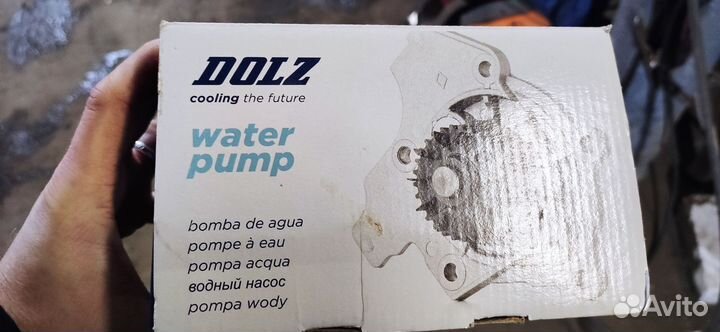 DOLZ
cooling the future
water
pump
bomba de agua
pompe à eau
pompa acqua
водный насос
pompa wody
Avito